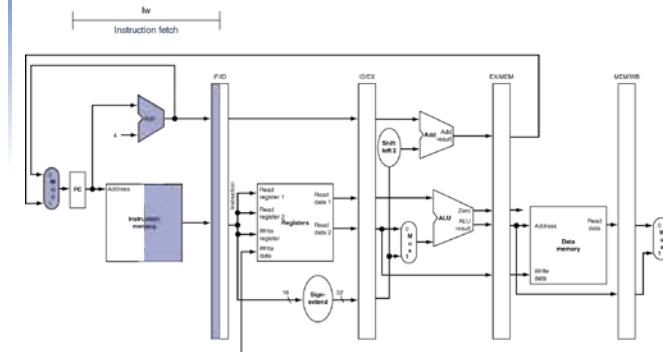 lw
Instruction fetch
IF/ID
ID/EX
EX/MEM
MEM/WB
Add
4
Shift
left 2
Add Add
result
PC
Address
Instruction
memory
Instruction
Read
register 1
Read
register 2
Registers
Write
register
Write
data
Read
data 1
Read
data 2
0
M
u
x
1
Zero
ALU ALU
result
Address
Data
memory
Read
data
Write
data
16
Sign-
extend
32